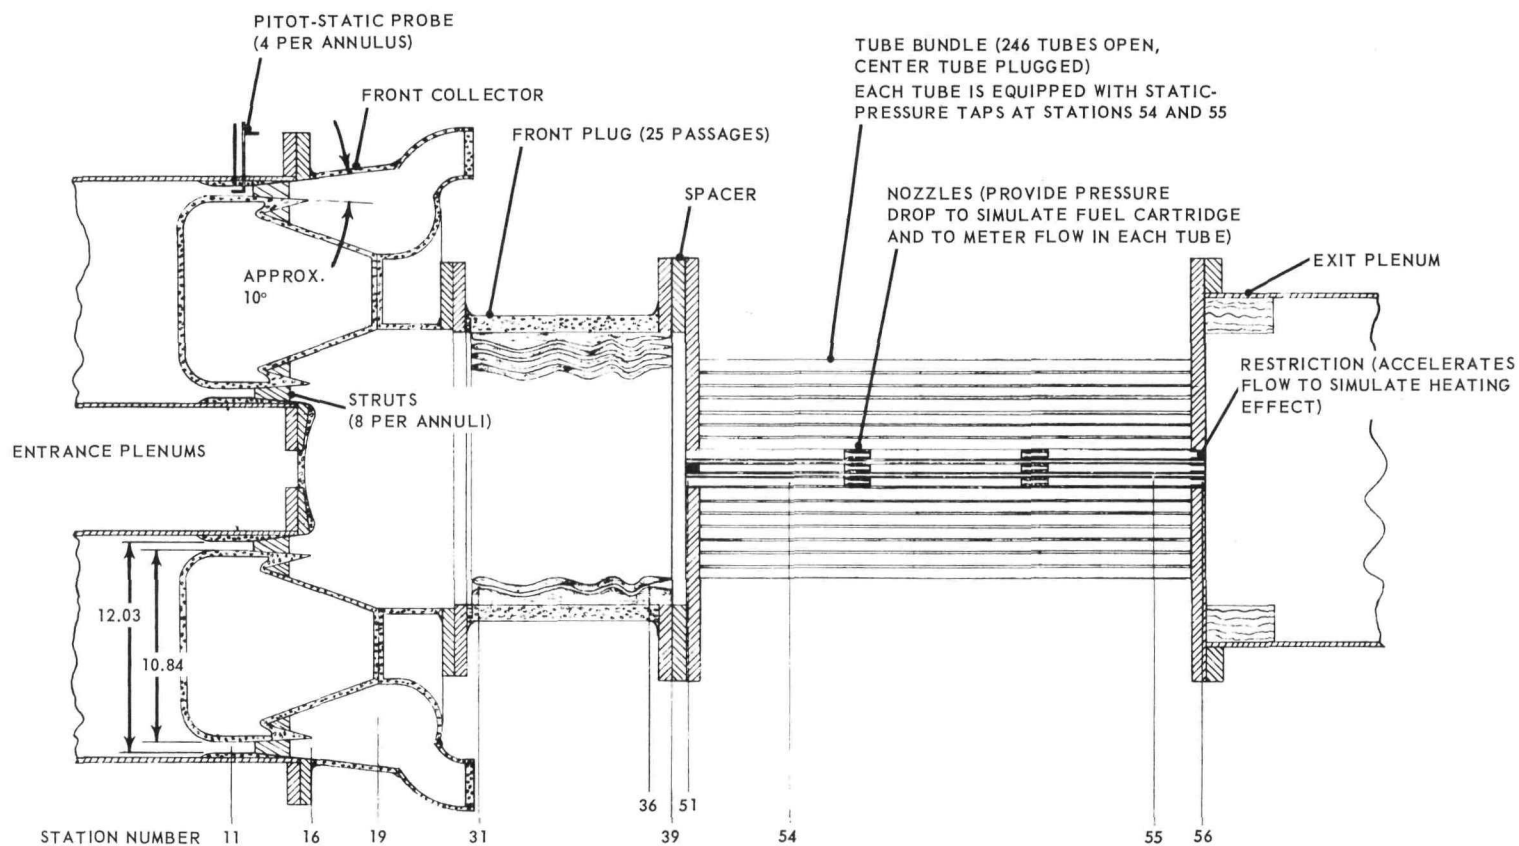 PITOT-STATIC PROBE
(4 PER ANNULUS)
FRONT COLLECTOR
FRONT PLUG (25 PASSAGES)
SPACER
TUBE BUNDLE (246 TUBES OPEN,
CENTER TUBE PLUGGED)
EACH TUBE IS EQUIPPED WITH STATIC-
PRESSURE TAPS AT STATIONS 54 AND 55
NOZZLES (PROVIDE PRESSURE
DROP TO SIMULATE FUEL CARTRIDGE
AND TO METER FLOW IN EACH TUBE)
EXIT PLENUM
APPROX.
10°
RESTRICTION (ACCELERATES
FLOW TO SIMULATE HEATING
EFFECT)
STRUTS
(8 PER ANNULI)
ENTRANCE PLENUMS
12.03
10.84
STATION NUMBER 11 16 19 31 36 39 51 54 55 56